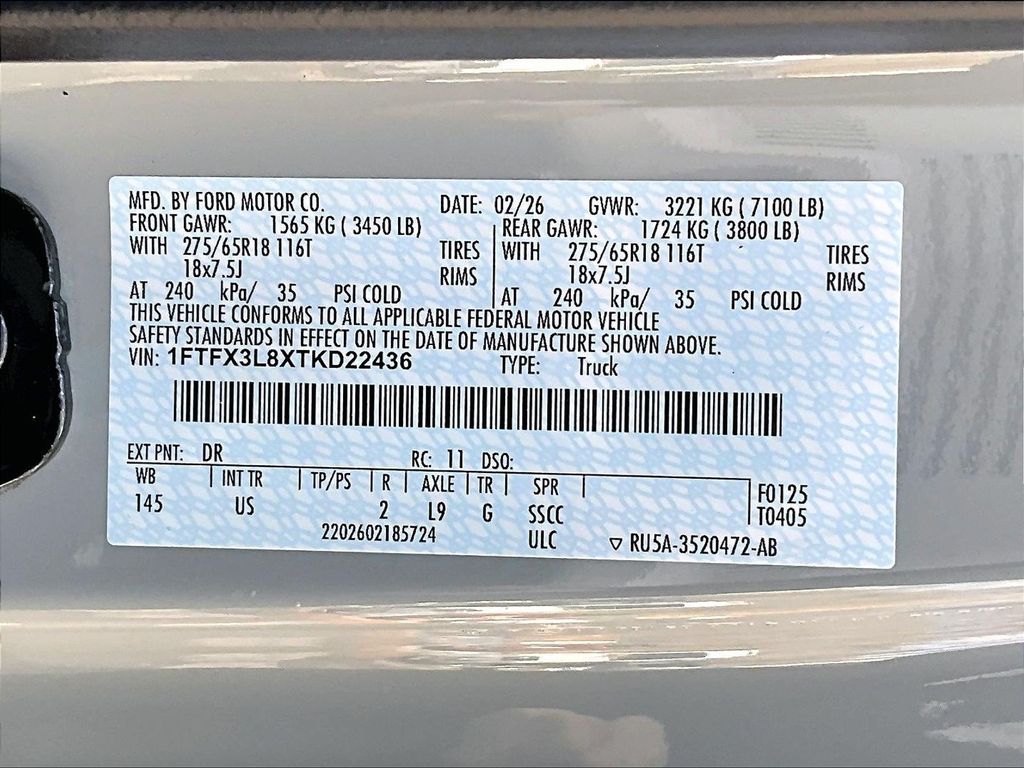 MFD. BY FORD MOTOR CO. DATE: 02/26 GVWR: 3221 KG ( 7100 LB)
FRONT GAWR: 1565 KG ( 3450 LB) REAR GAWR: 1724 KG ( 3800 LB)
WITH 275/65R18 116T TIRES WITH 275/65R18 116T TIRES
18x7.5J RIMS 18x7.5J RIMS
AT 240 kPa/ 35 PSI COLD AT 240 kPa/ 35 PSI COLD
THIS VEHICLE CONFORMS TO ALL APPLICABLE FEDERAL MOTOR VEHICLE
SAFETY STANDARDS IN EFFECT ON THE DATE OF MANUFACTURE SHOWN ABOVE.
VIN: 1FTFX3L8XTKD22436 TYPE: Truck
EXT PNT: DR RC: 11 DSO:
WB INT TR TP/PS R AXLE TR SPR F0125
145 US 2 L9 G SSCC T0405
2202602185724 ULC ▽ RU5A-3520472-AB